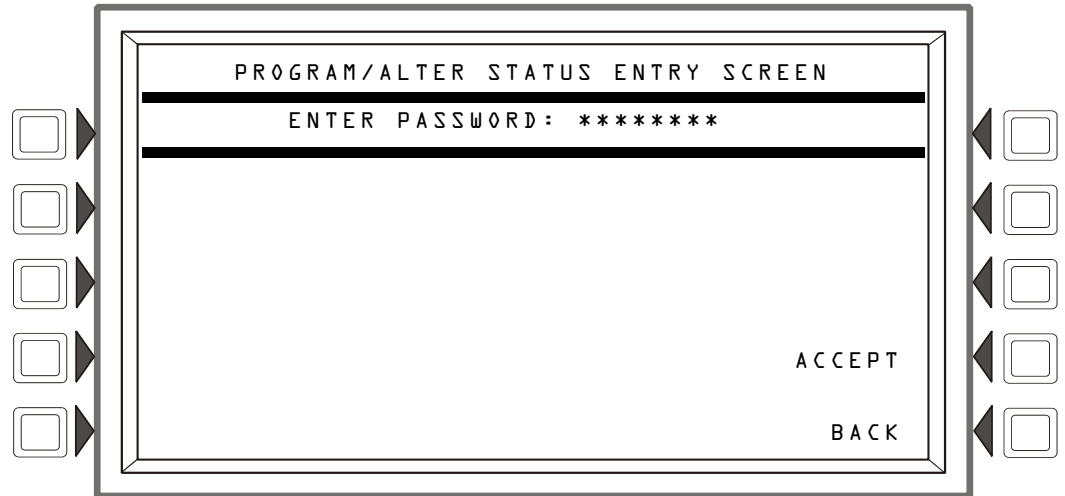 PROGRAM/ALTER STATUS ENTRY SCREEN
ENTER PASSWORD: ********
ACCEPT
BACK